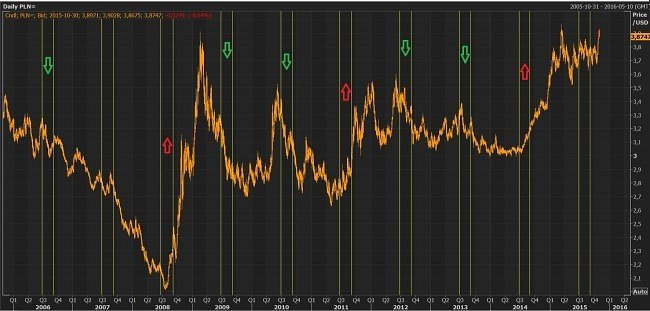 Daily PLN=
2005-10-31 - 2016-05-10 (GMT)
Cndl; PLN=; Bid; 2015-10-30; 3,8971; 3,9028; 3,8675; 3,8747; -0,0249; (-0,64%)
Price
/USD
3,8747
3,8
3,7
3,6
3,5
3,4
3,3
3,2
3,1
3
2,9
2,8
2,7
2,6
2,5
2,4
2,3
2,2
2,1
Auto
Q1 Q2 Q3 Q4 Q1 Q2 Q3 Q4 Q1 Q2 Q3 Q4 Q1 Q2 Q3 Q4 Q1 Q2 Q3 Q4 Q1 Q2 Q3 Q4 Q1 Q2 Q3 Q4 Q1 Q2 Q3 Q4 Q1 Q2 Q3 Q4 Q1 Q2 Q3 Q4 Q1 Q2
2006 2007 2008 2009 2010 2011 2012 2013 2014 2015 2016